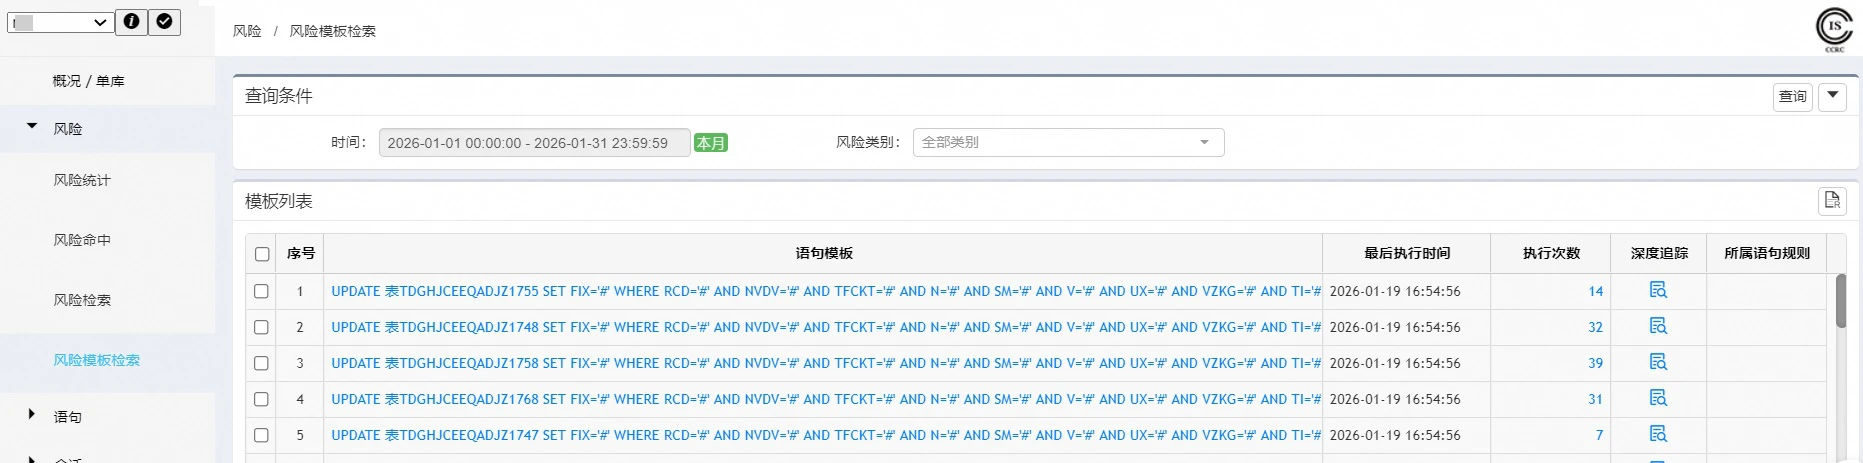 风险 / 风险模板检索
IS
CCRC
概况 / 单库
风险
风险统计
风险命中
风险检索
风险模板检索
语句
查询条件
查询
时间: 2026-01-01 00:00:00 - 2026-01-31 23:59:59 本月 风险类别: 全部类别
模板列表
序号 语句模板 最后执行时间 执行次数 深度追踪 所属语句规则
1 UPDATE 表TDGHJCEEQADJZ1755 SET FIX='#' WHERE RCD='#' AND NVDV='#' AND TFCKT='#' AND N='#' AND SM='#' AND V='#' AND UX='#' AND VZKG='#' AND TI='# 2026-01-19 16:54:56 14
2 UPDATE 表TDGHJCEEQADJZ1748 SET FIX='#' WHERE RCD='#' AND NVDV='#' AND TFCKT='#' AND N='#' AND SM='#' AND V='#' AND UX='#' AND VZKG='#' AND TI='# 2026-01-19 16:54:56 32
3 UPDATE 表TDGHJCEEQADJZ1758 SET FIX='#' WHERE RCD='#' AND NVDV='#' AND TFCKT='#' AND N='#' AND SM='#' AND V='#' AND UX='#' AND VZKG='#' AND TI='# 2026-01-19 16:54:56 39
4 UPDATE 表TDGHJCEEQADJZ1768 SET FIX='#' WHERE RCD='#' AND NVDV='#' AND TFCKT='#' AND N='#' AND SM='#' AND V='#' AND UX='#' AND VZKG='#' AND TI='# 2026-01-19 16:54:56 31
5 UPDATE 表TDGHJCEEQADJZ1747 SET FIX='#' WHERE RCD='#' AND NVDV='#' AND TFCKT='#' AND N='#' AND SM='#' AND V='#' AND UX='#' AND VZKG='#' AND TI='# 2026-01-19 16:54:56 7